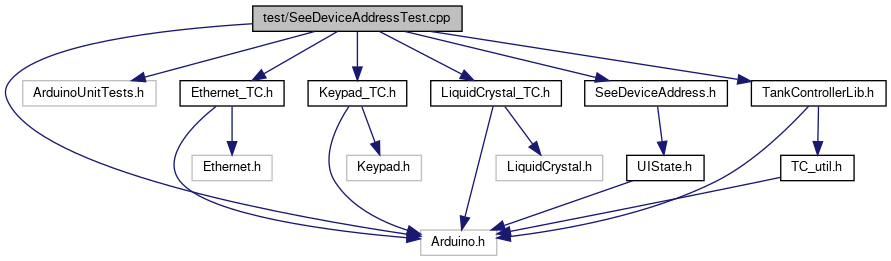 test/SeeDeviceAddressTest.cpp
ArduinoUnitTests.h
Ethernet_TC.h
Keypad_TC.h
LiquidCrystal_TC.h
SeeDeviceAddress.h
TankControllerLib.h
Ethernet.h
Keypad.h
LiquidCrystal.h
UIState.h
TC_util.h
Arduino.h